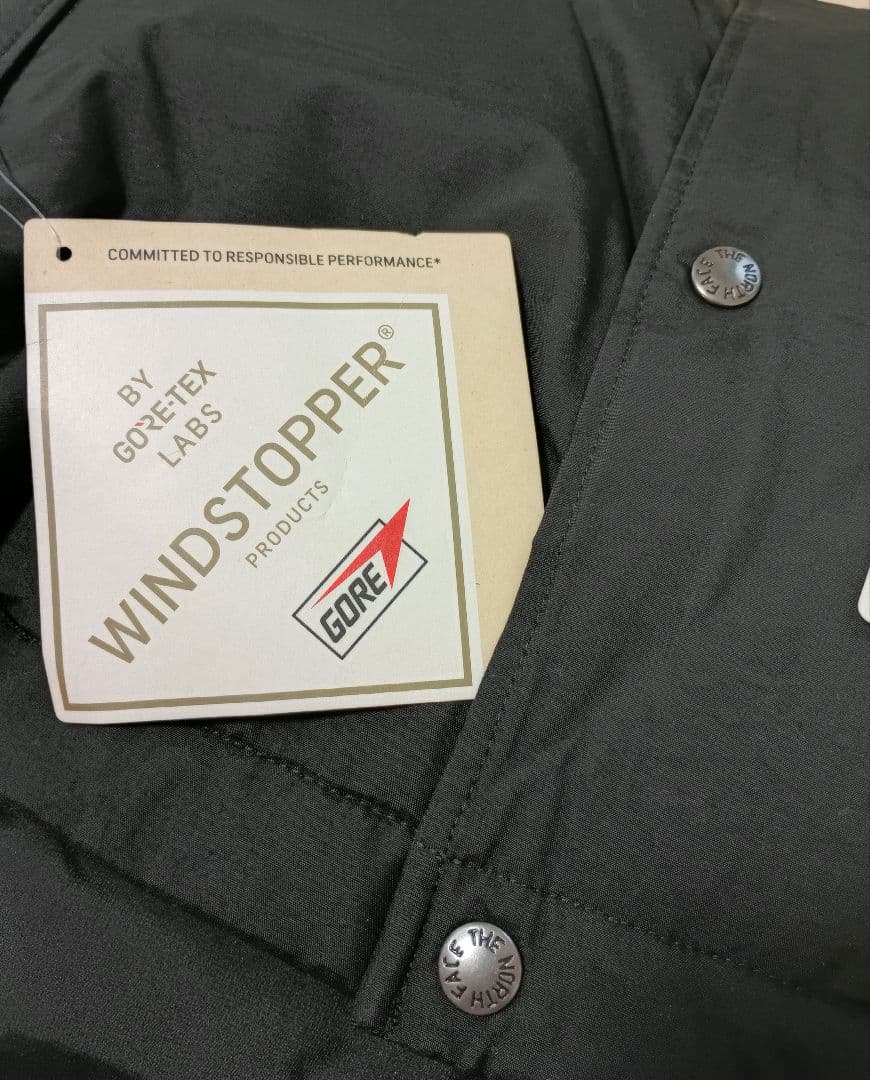 COMMITTED TO RESPONSIBLE PERFORMANCE*
BY
GORE-TEX
LABS
WINDSTOPPER®
PRODUCTS
GORE
THE NORTH FACE
THE NORTH FACE